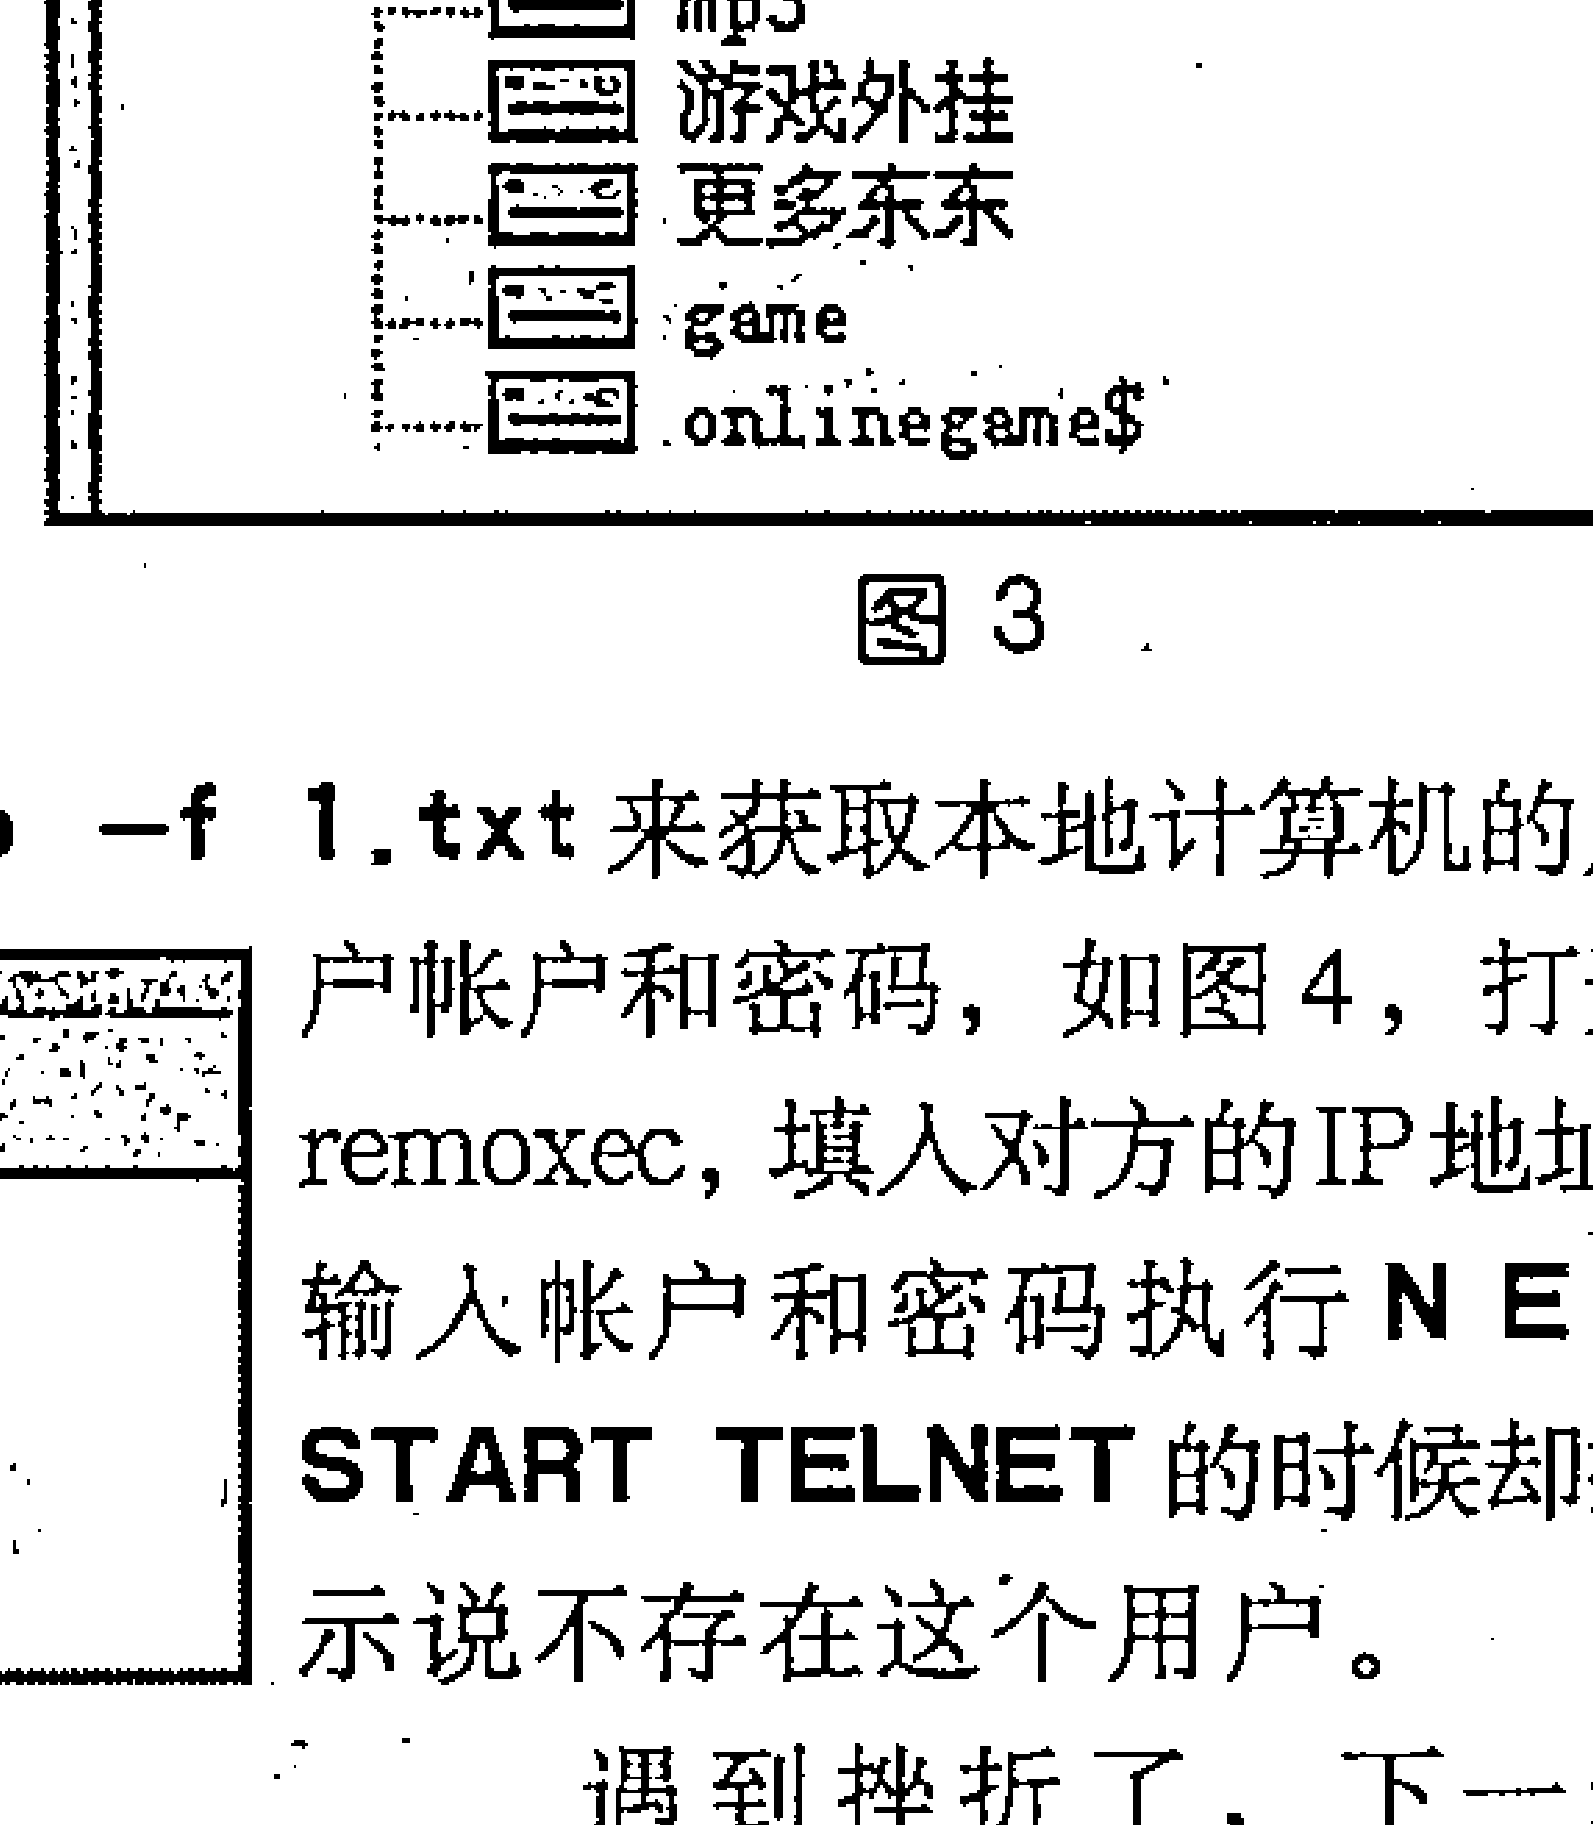 mp3
游戏外挂
更多东东
game
onlinegame$
图 3
-f 1.txt 来获取本地计算机的
户帐户和密码，如图 4，打
remoxec，填入对方的IP地址
输入帐户和密码执行 N E
START TELNET 的时候却
示说不存在这个用户。
遇到挫折了，下一